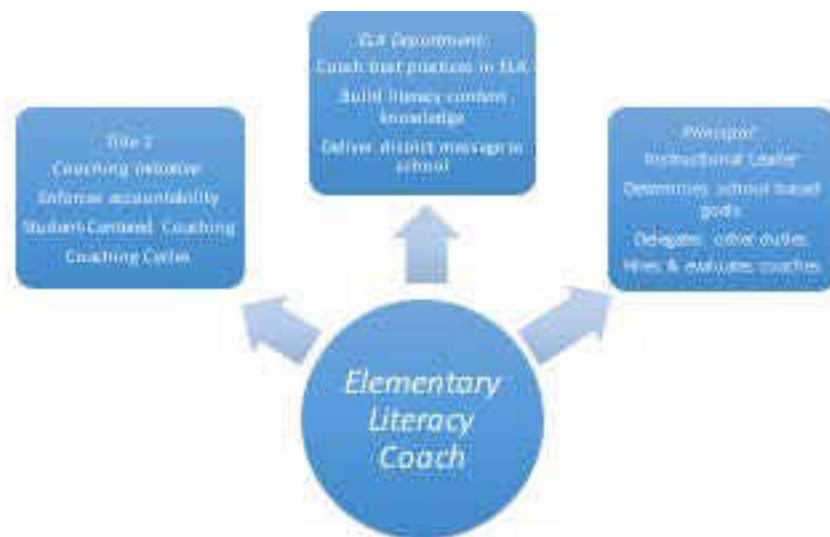 Title 1
Coaching Initiative
Enforce accountability
Student-Centered Coaching
Coaching Cycles
ELA Department:
Coach best practices in ELA
Build literacy content
knowledge
Deliver district message to
school
Principal:
Instructional Leader
Determines school based
goals
Delegates other duties
Hires & evaluates coaches
Elementary
Literacy
Coach